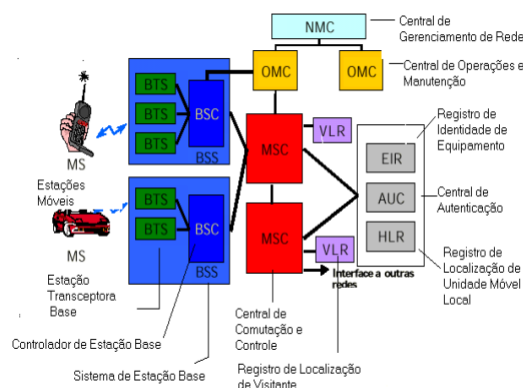 NMC
Central de
Gerenciamento de Rede
OMC
OMC
Central de Operações e
Manutenção
BTS
BTS
BTS
BSC
BSS
MS
Estações
Móveis
MSC
VLR
Registro de
Identidade de
Equipamento
EIR
AUC
HLR
Central de
Autenticação
BTS
BTS
BSC
BSS
MS
MSC
VLR
Interface a outras
redes
Registro de
Localização de
Unidade Móvel
Local
Estação
Transceptora
Base
Controlador de Estação Base
Sistema de Estação Base
Central de
Comutação e
Controle
Registro de Localização
de Visitante